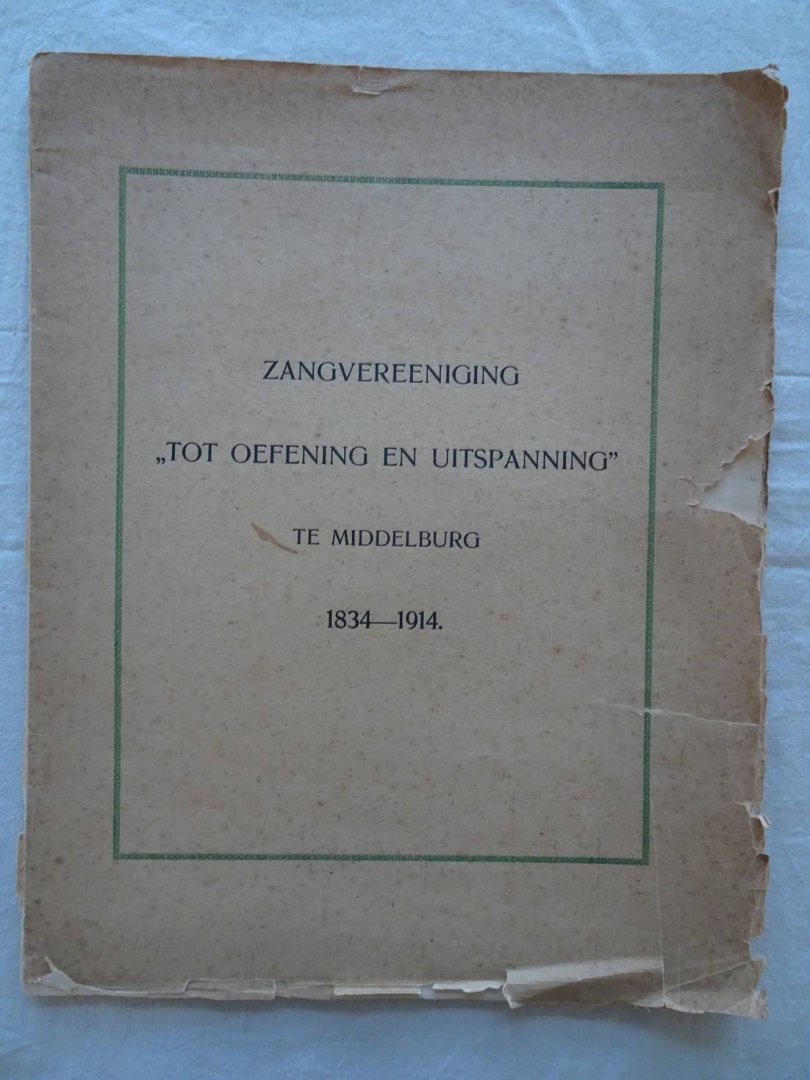 ZANGVEREENIGING
„TOT OEFENING EN UITSPANNING”
TE MIDDELBURG
1834—1914.